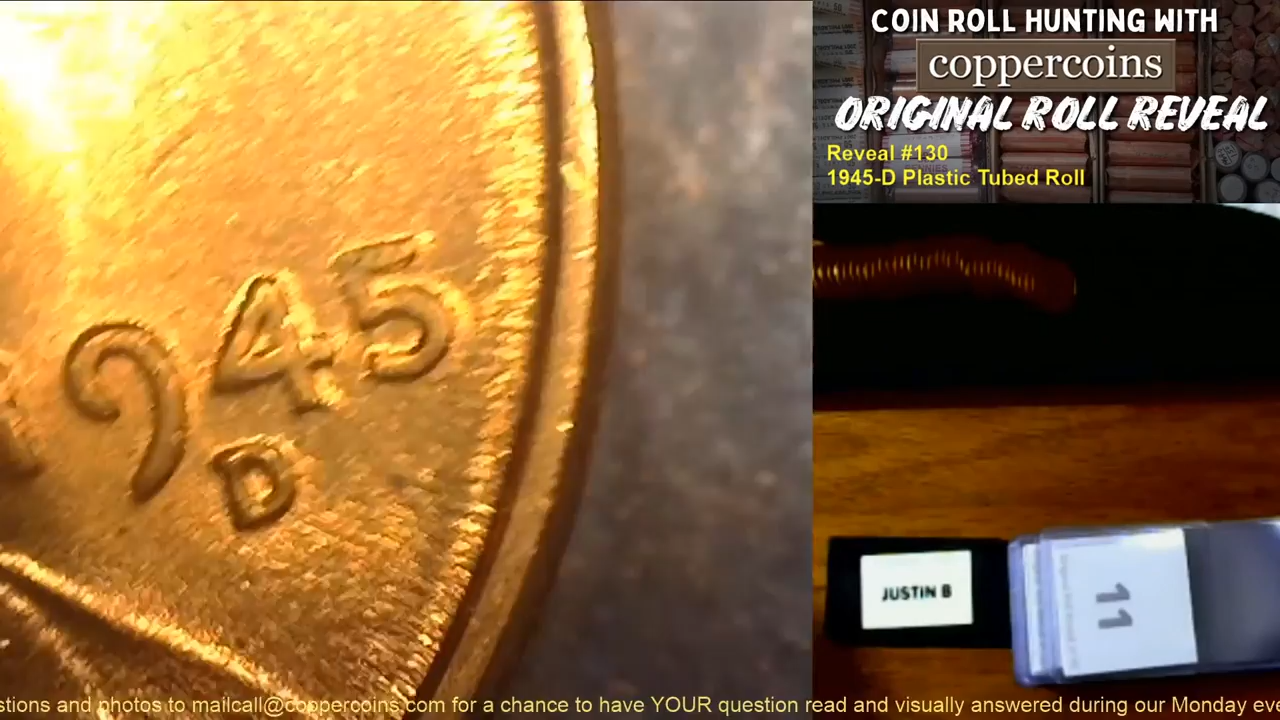 945
D
COIN ROLL HUNTING WITH
coppercoins
ORIGINAL ROLL REVEAL
Reveal #130
1945-D Plastic Tubed Roll
JUSTIN B
11
stions and photos to mailcall@coppercoins.com for a chance to have YOUR question read and visually answered during our Monday eve